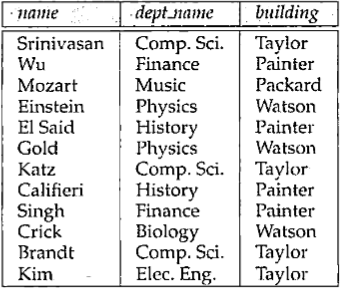 name dept_name building
Srinivasan Comp. Sci. Taylor
Wu Finance Painter
Mozart Music Packard
Einstein Physics Watson
El Said History Painter
Gold Physics Watson
Katz Comp. Sci. Taylor
Califieri History Painter
Singh Finance Painter
Crick Biology Watson
Brandt Comp. Sci. Taylor
Kim Elec. Eng. Taylor